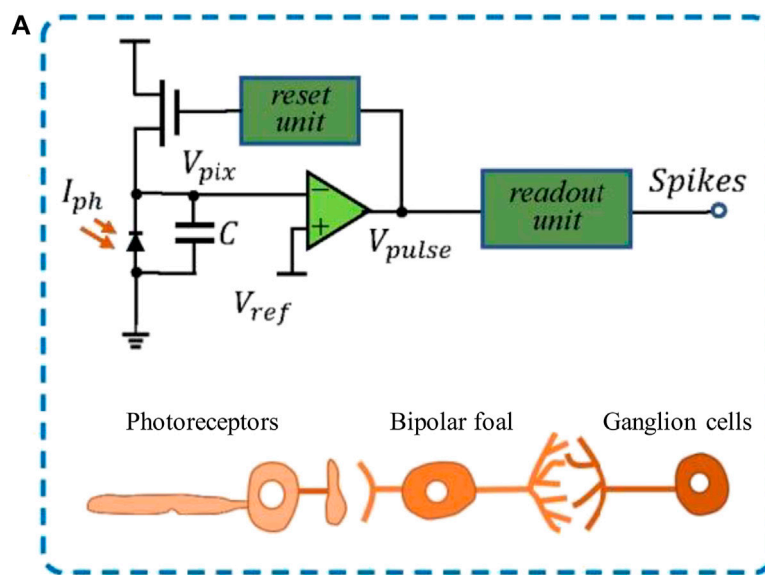 A
reset
unit
V_pix
I_ph
C
−
+
V_ref
V_pulse
readout
unit
Spikes
Photoreceptors
Bipolar foal
Ganglion cells